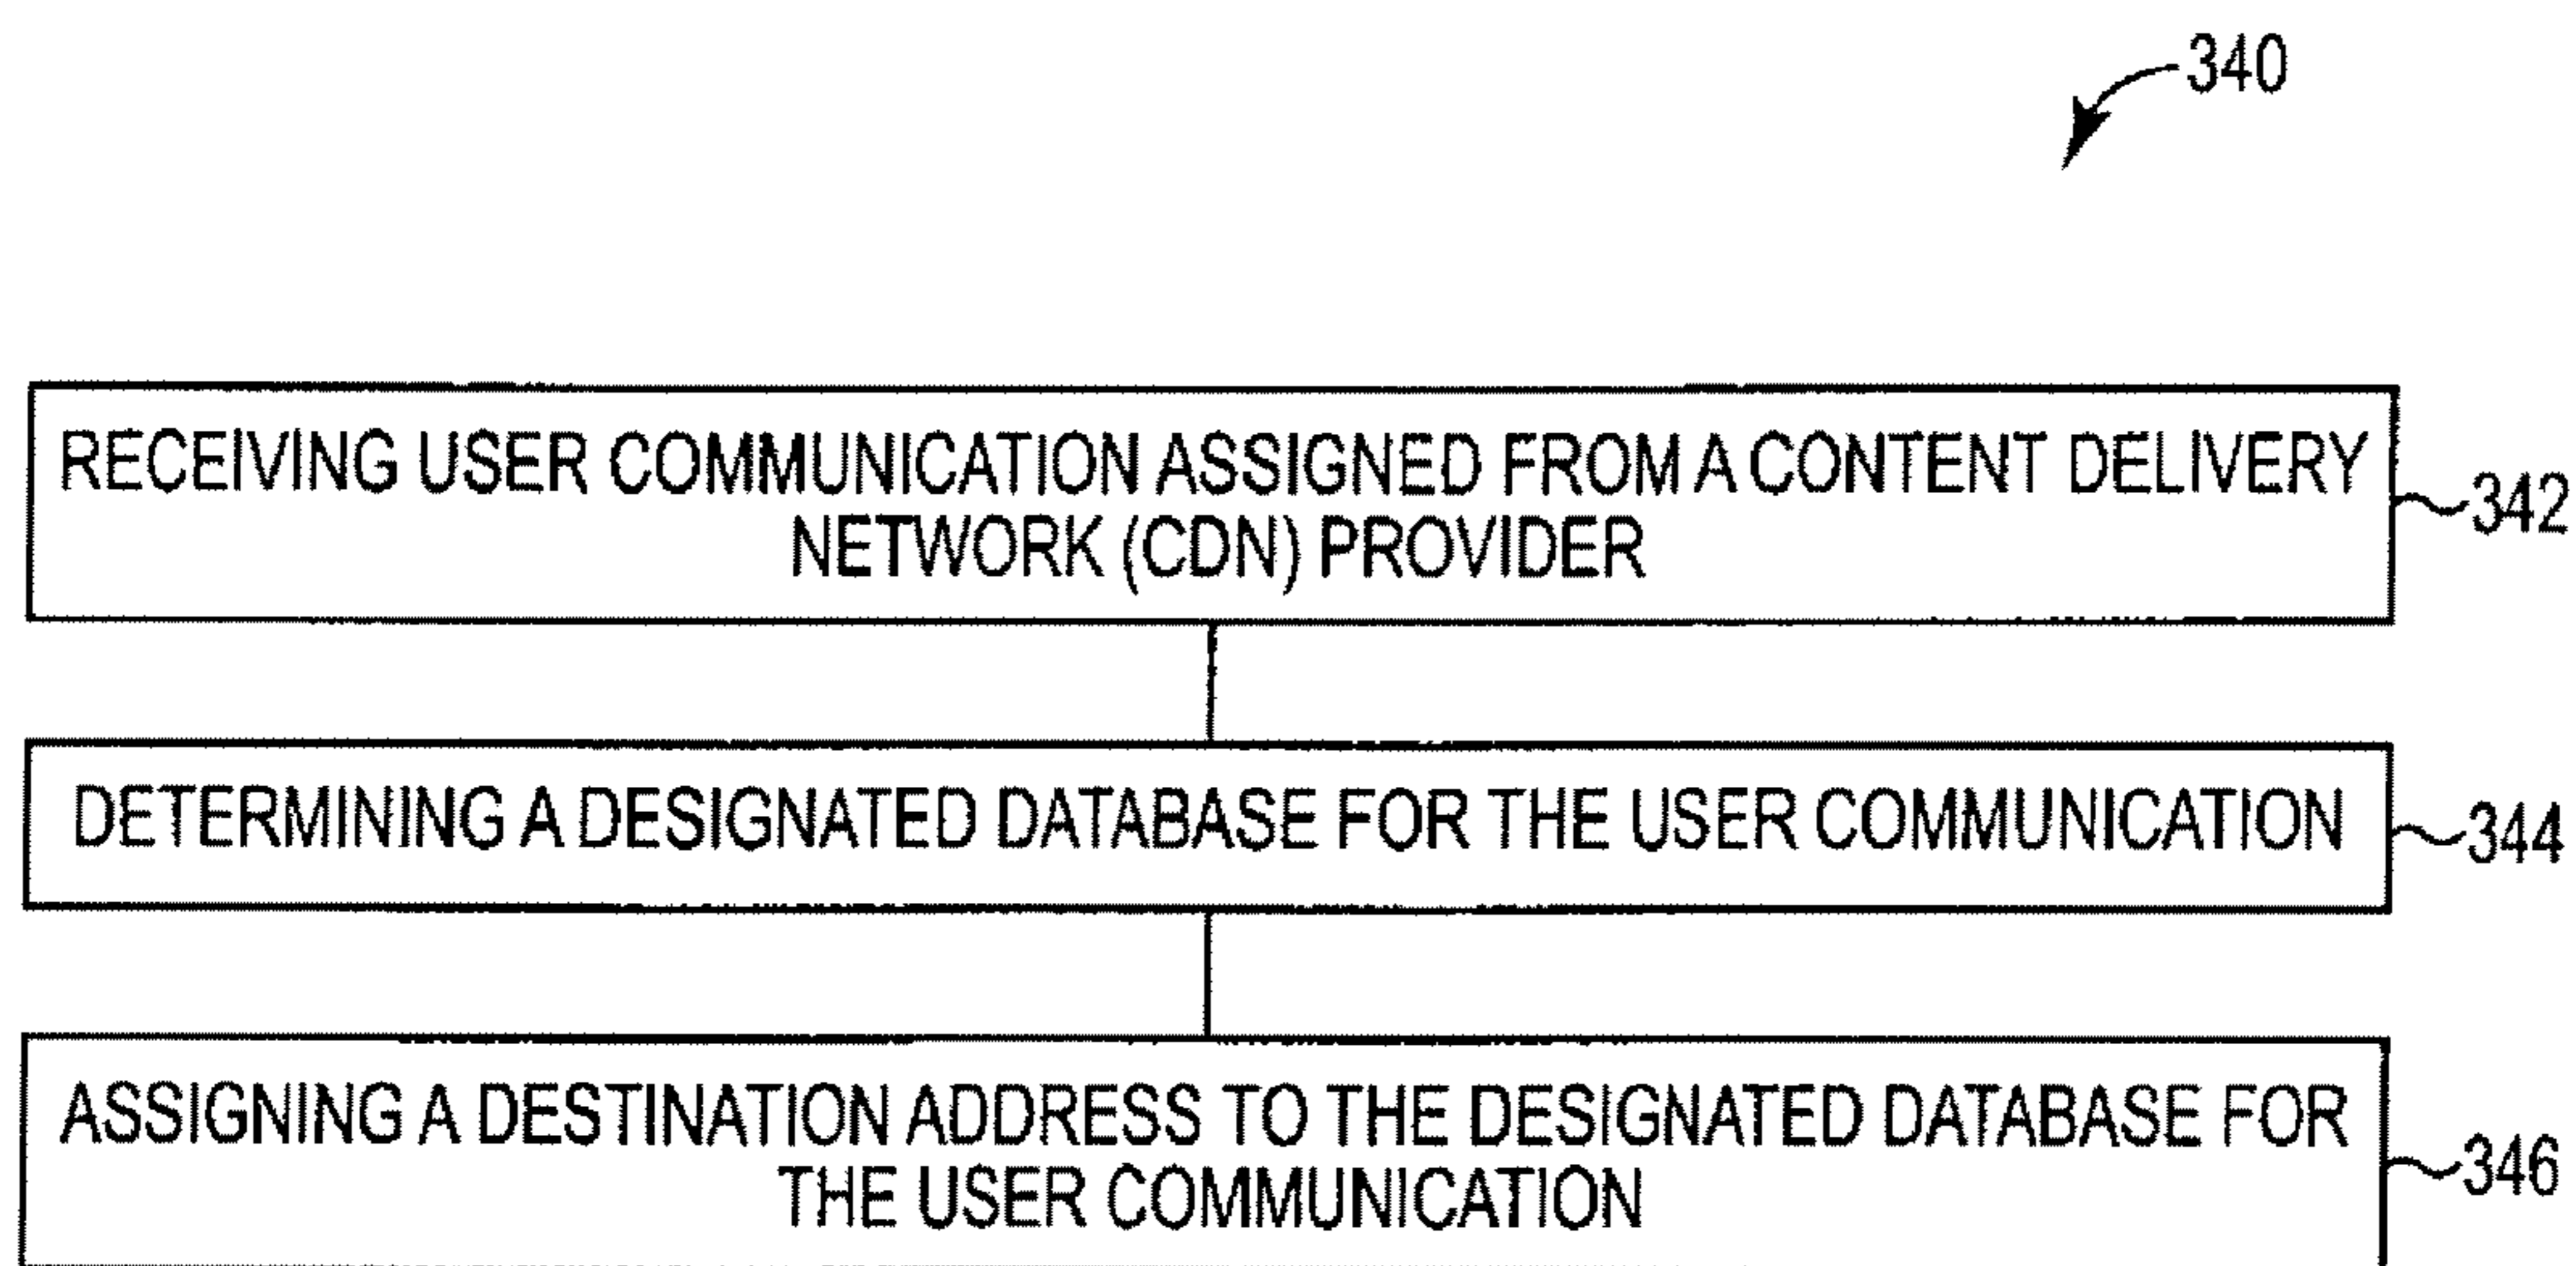 340
RECEIVING USER COMMUNICATION ASSIGNED FROM A CONTENT DELIVERY
NETWORK (CDN) PROVIDER
342
DETERMINING A DESIGNATED DATABASE FOR THE USER COMMUNICATION
344
ASSIGNING A DESTINATION ADDRESS TO THE DESIGNATED DATABASE FOR
THE USER COMMUNICATION
346